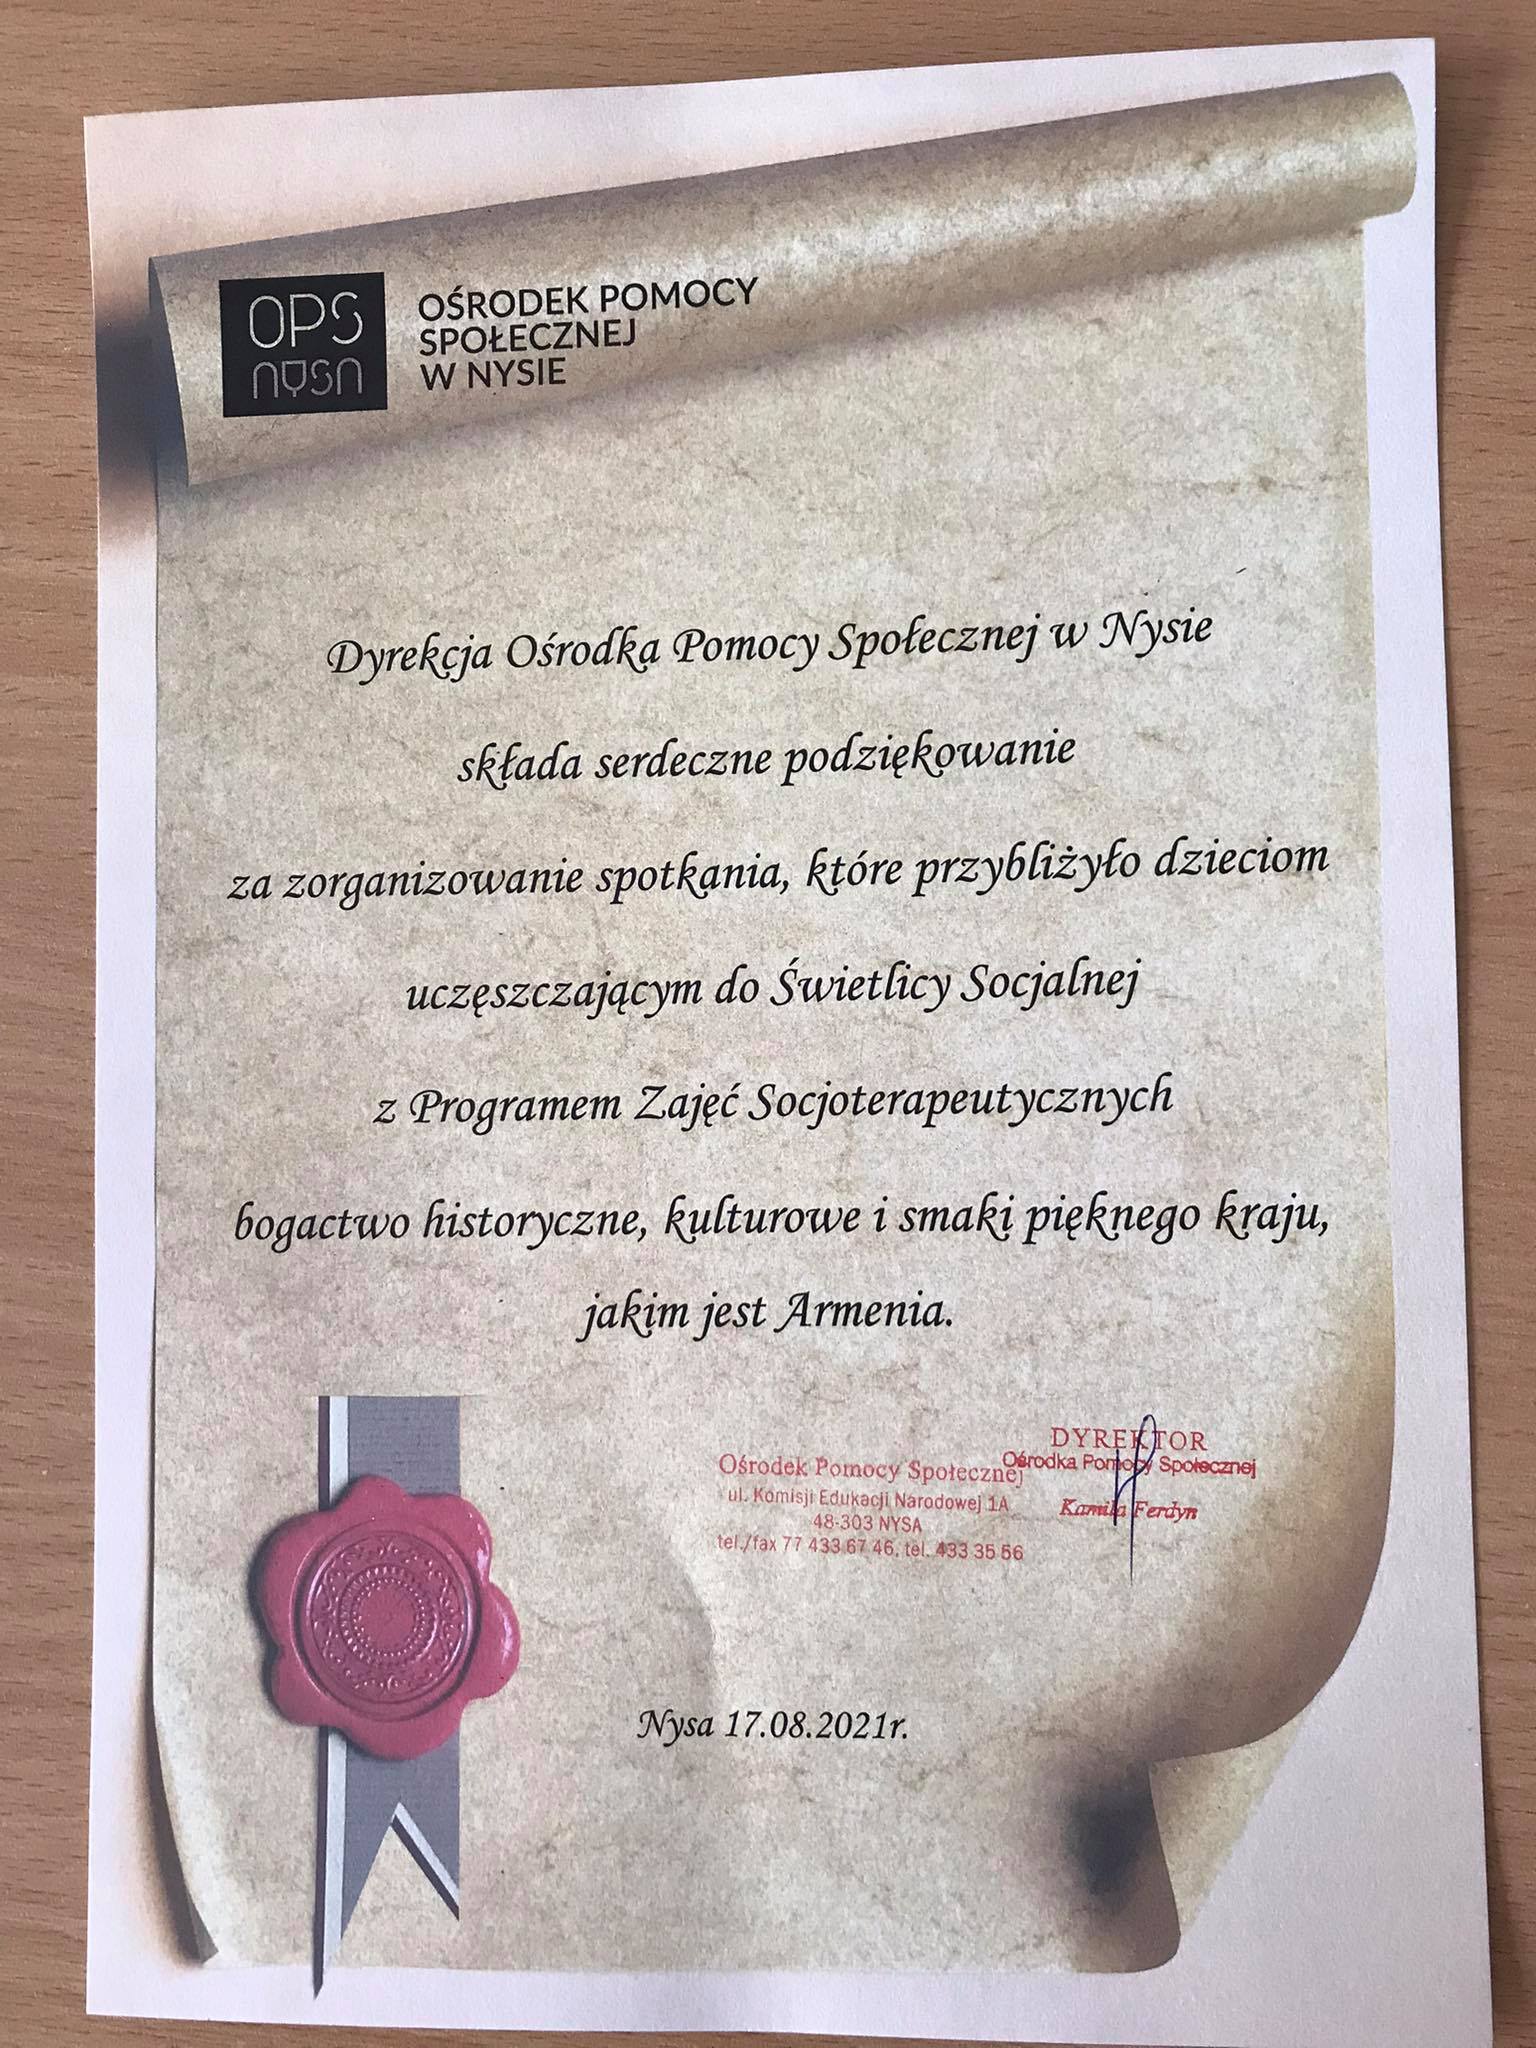 OPS
nysa
OŚRODEK POMOCY
SPOŁECZNEJ
W NYSIE
Dyrekcja Ośrodka Pomocy Społecznej w Nysie
składa serdeczne podziękowanie
za zorganizowanie spotkania, które przybliżyło dzieciom
uczęszczającym do Świetlicy Socjalnej
z Programem Zajęć Socjoterapeutycznych
bogactwo historyczne, kulturowe i smaki pięknego kraju,
jakim jest Armenia.
Ośrodek Pomocy Społecznej
ul. Komisji Edukacji Narodowej 1A
48-303 NYSA
tel./fax 77 433 67 46, tel. 433 35 56
DYREKTOR
Ośrodka Pomocy Społecznej
Kamila Ferdyn
Nysa 17.08.2021r.